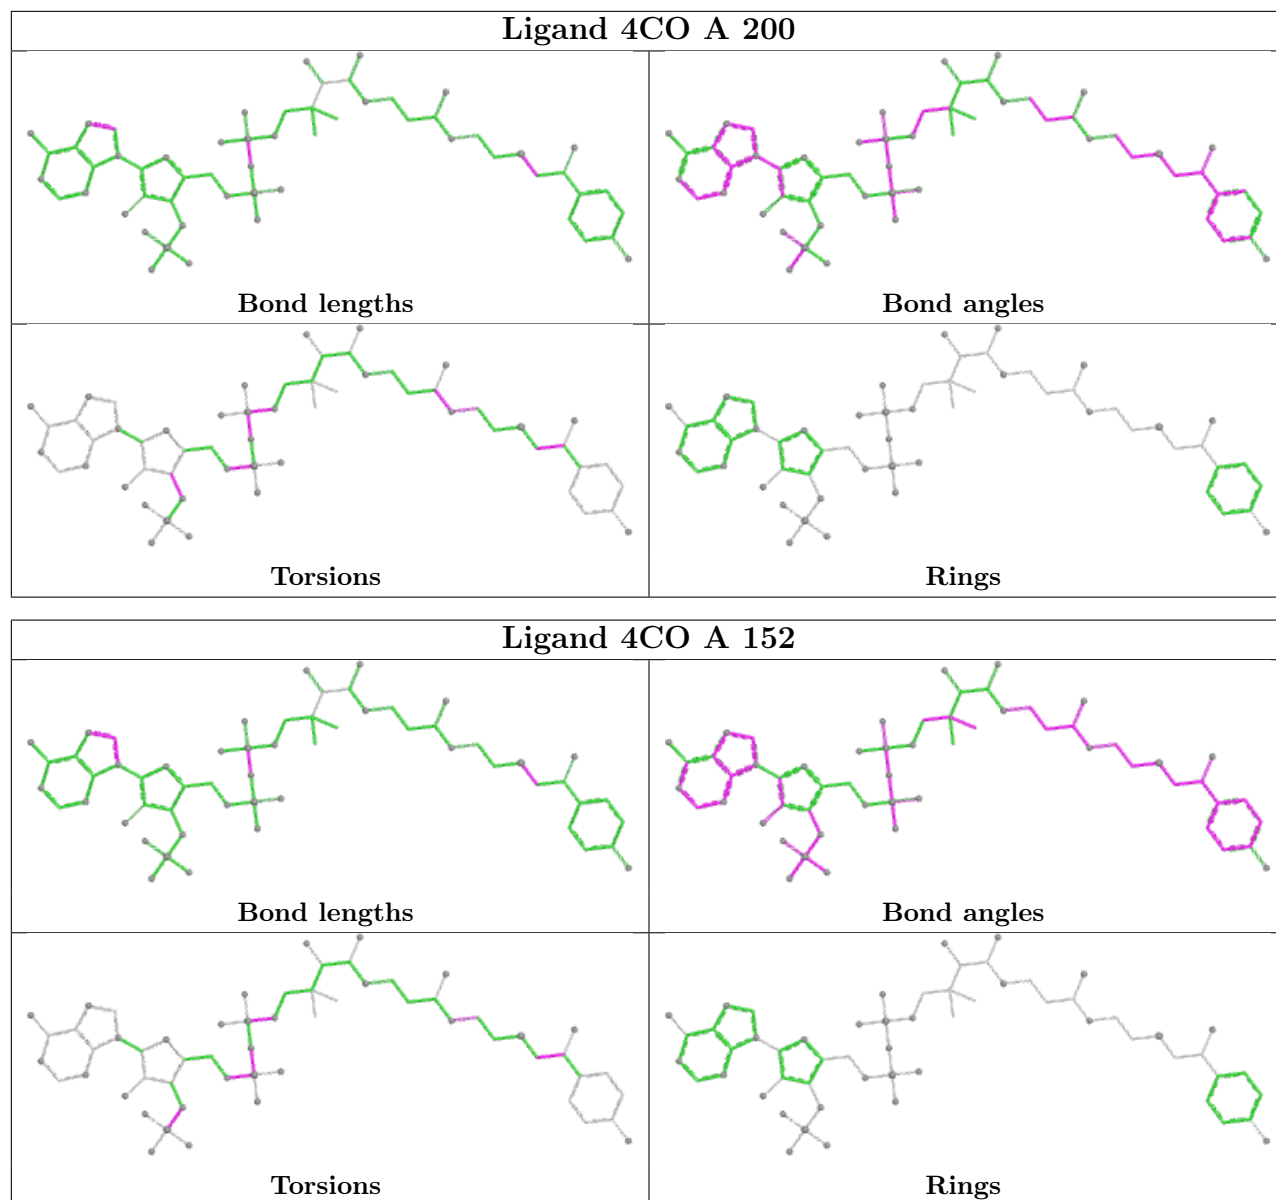 Ligand 4CO A 200
Bond lengths
Bond angles
Torsions
Rings
Ligand 4CO A 152
Bond lengths
Bond angles
Torsions
Rings